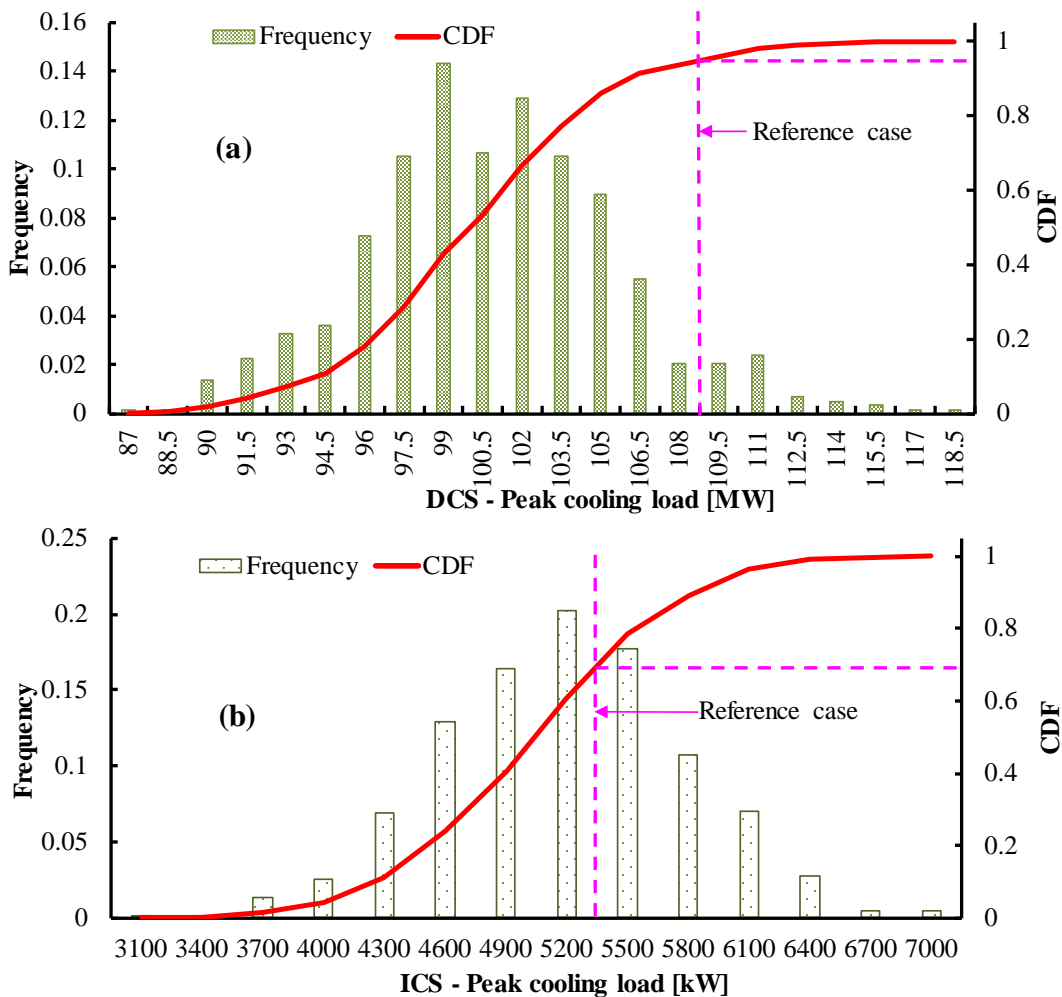 Frequency CDF
0.16
0.14
0.12
0.1
0.08
0.06
0.04
0.02
0
Frequency
(a)
Reference case
1
0.8
0.6
0.4
0.2
0
CDF
87 88.5 90 91.5 93 94.5 96 97.5 99 100.5 102 103.5 105 106.5 108 109.5 111 112.5 114 115.5 117 118.5
DCS - Peak cooling load [MW]
Frequency CDF
0.25
0.2
0.15
0.1
0.05
0
Frequency
(b)
Reference case
1
0.8
0.6
0.4
0.2
0
CDF
3100 3400 3700 4000 4300 4600 4900 5200 5500 5800 6100 6400 6700 7000
ICS - Peak cooling load [kW]